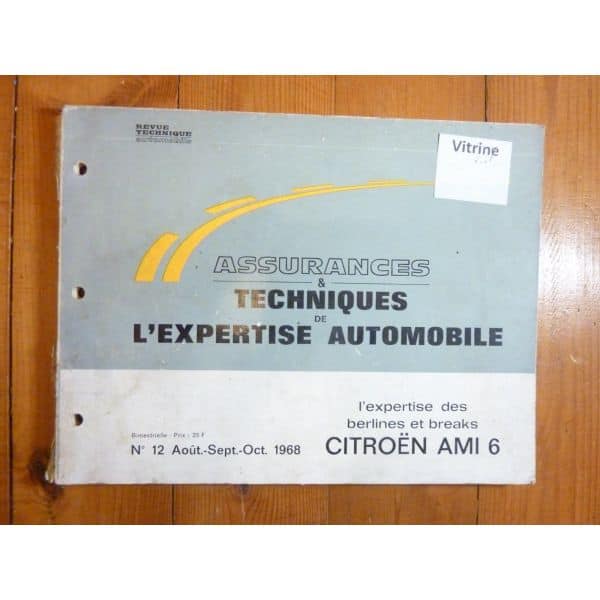 REVUE
TECHNIQUE
Vitrine
ASSURANCES
&
TECHNIQUES
DE
L'EXPERTISE AUTOMOBILE
l'expertise des
berlines et breaks
Bimestrielle - Prix : 25 F
N° 12 Août.-Sept.-Oct. 1968
CITROËN AMI 6